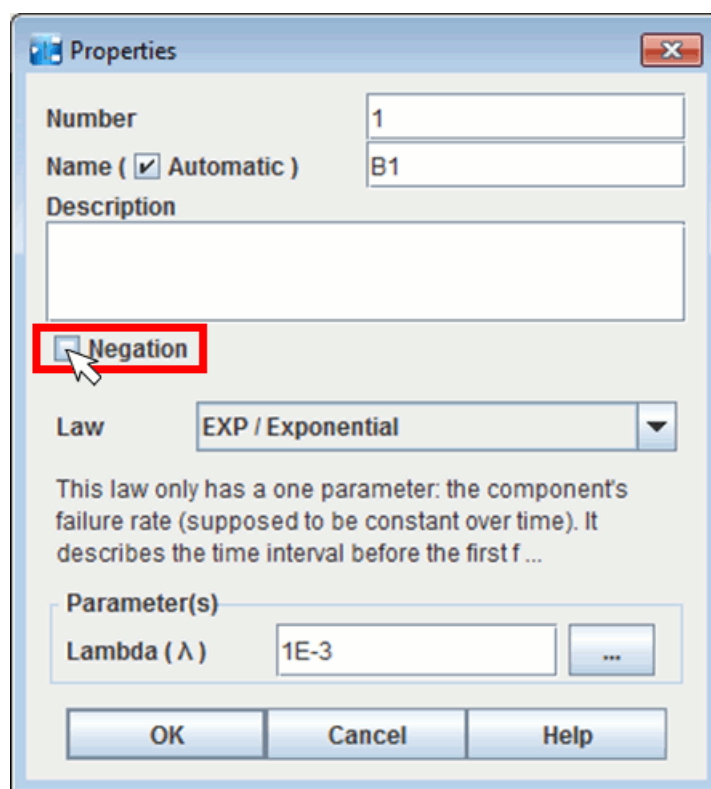 Properties
Number 1
Name ( Automatic ) B1
Description
Negation
Law EXP / Exponential
This law only has a one parameter: the component's
failure rate (supposed to be constant over time). It
describes the time interval before the first f ...
Parameter(s)
Lambda ( λ ) 1E-3 ...
OK Cancel Help